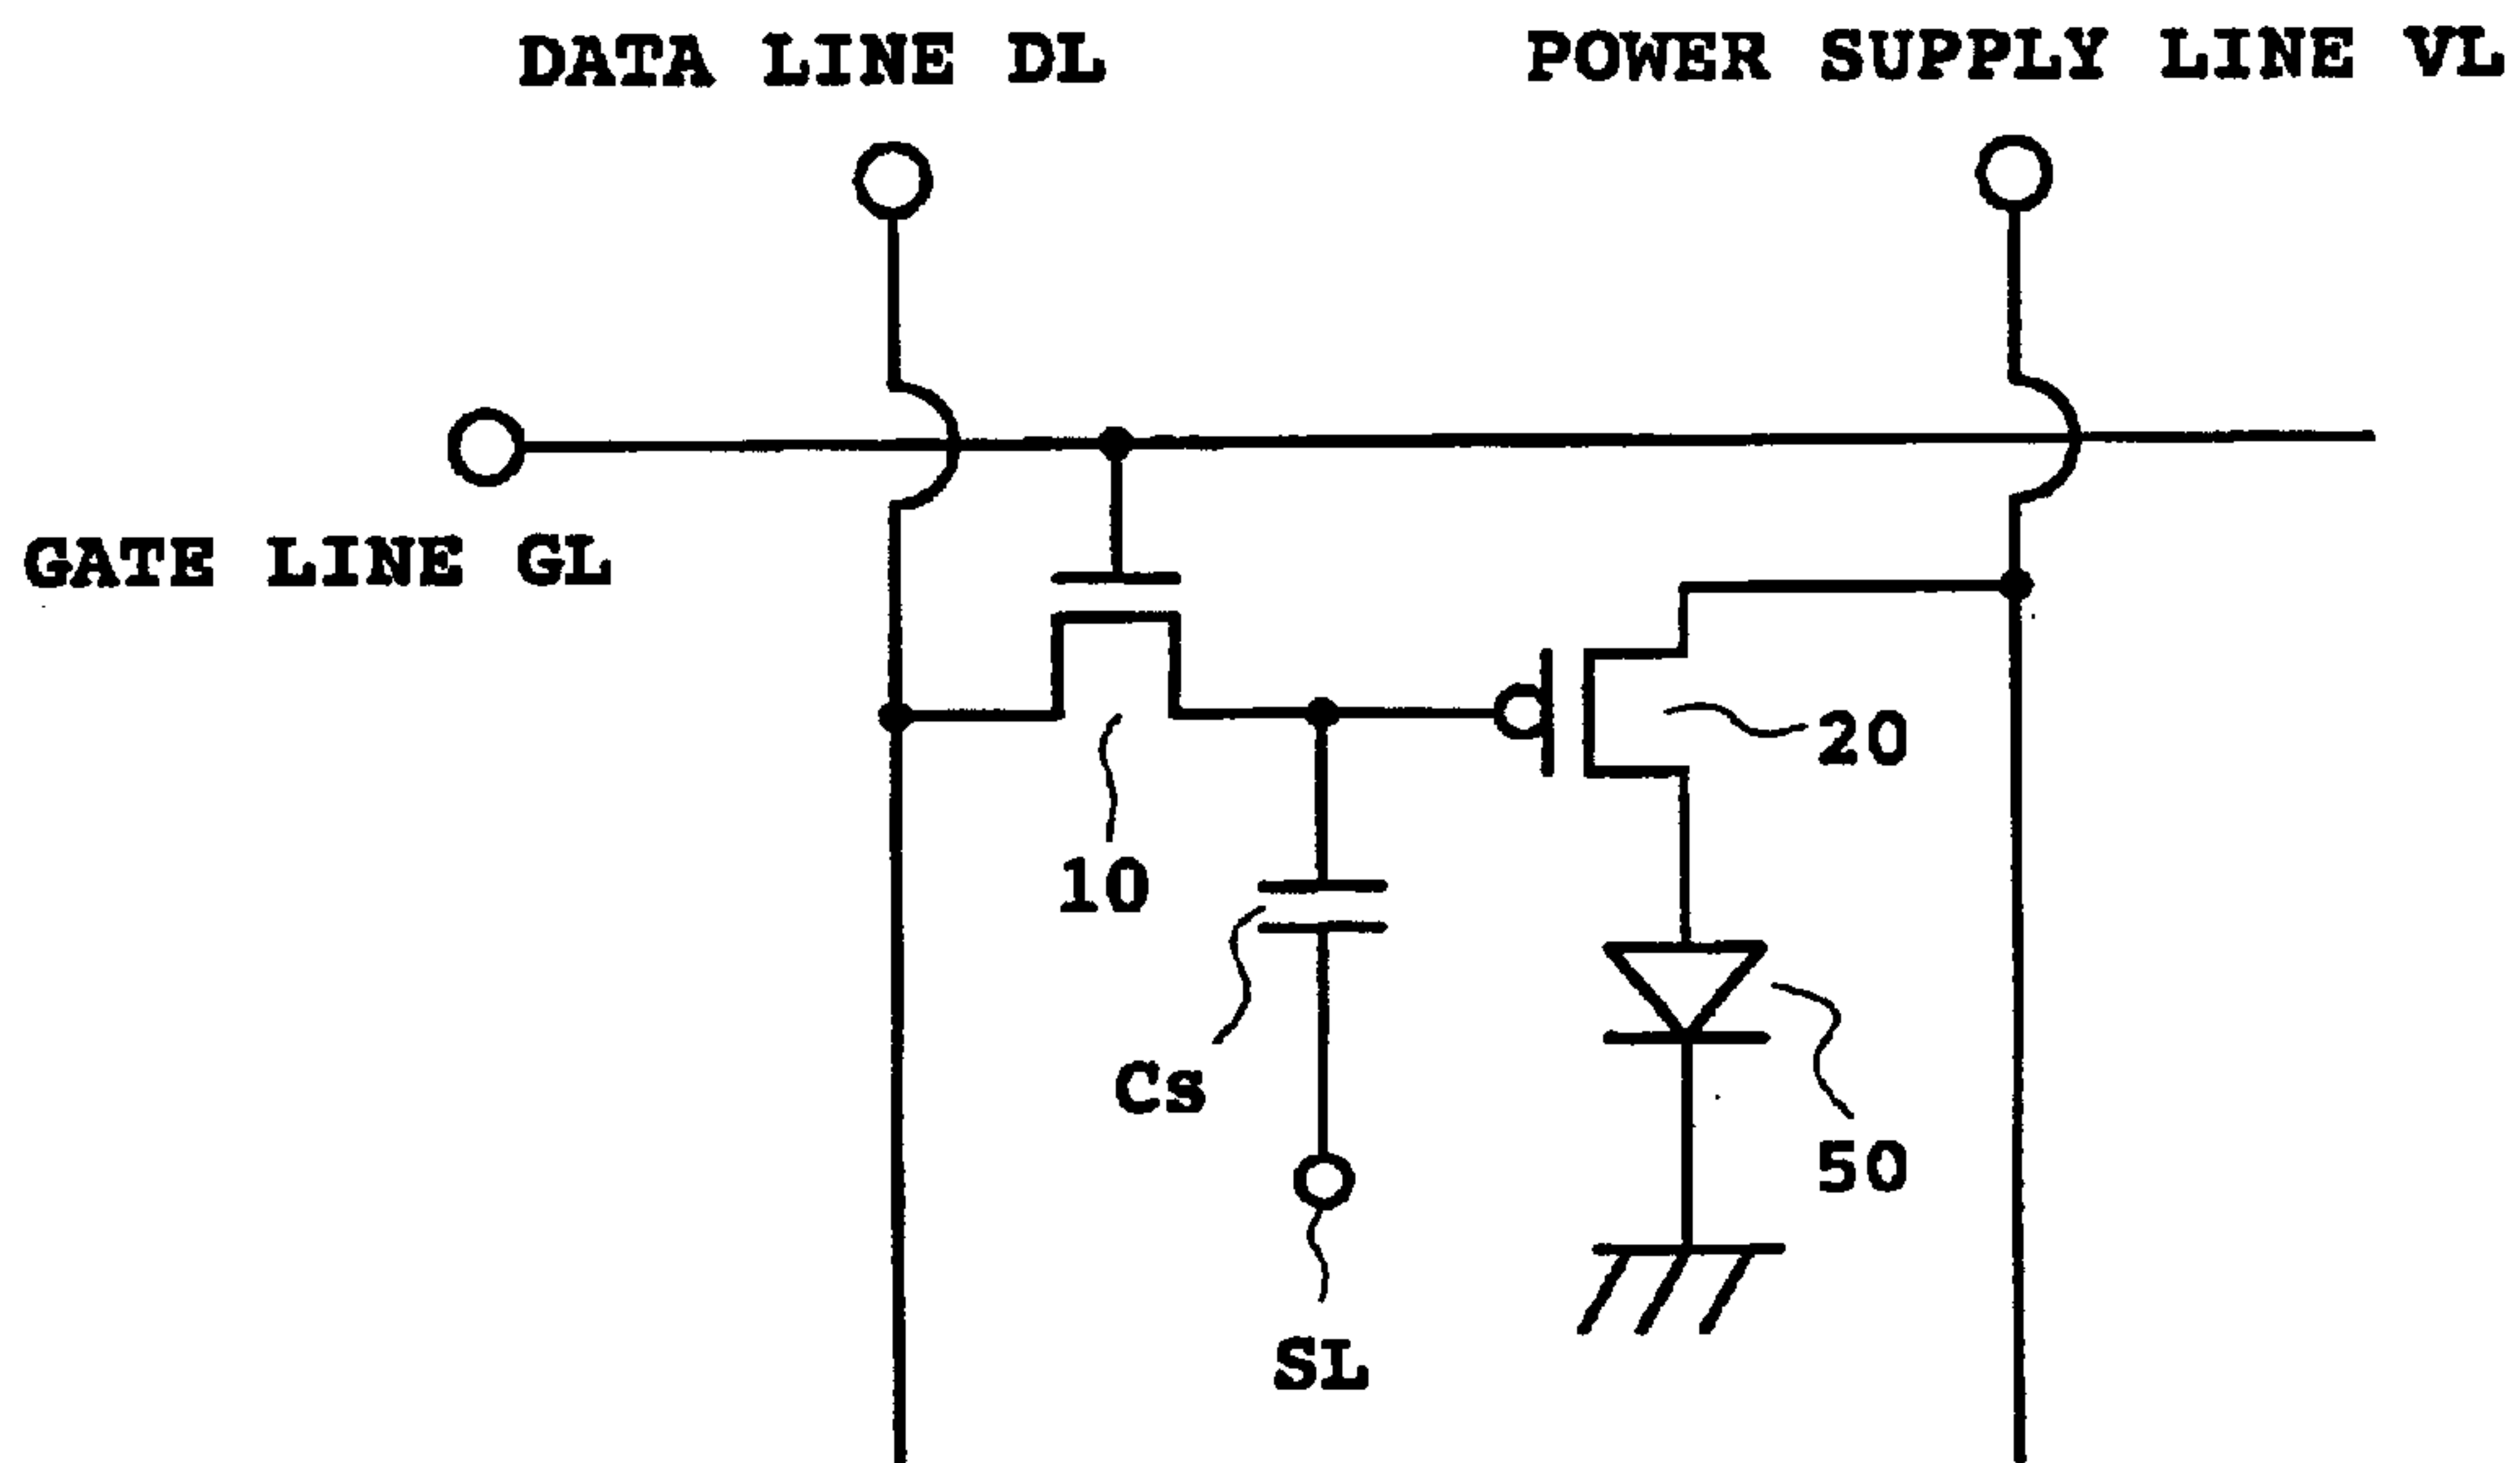 DATA LINE DL
POWER SUPPLY LINE VL
GATE LINE GL
20
10
Cs
50
SL